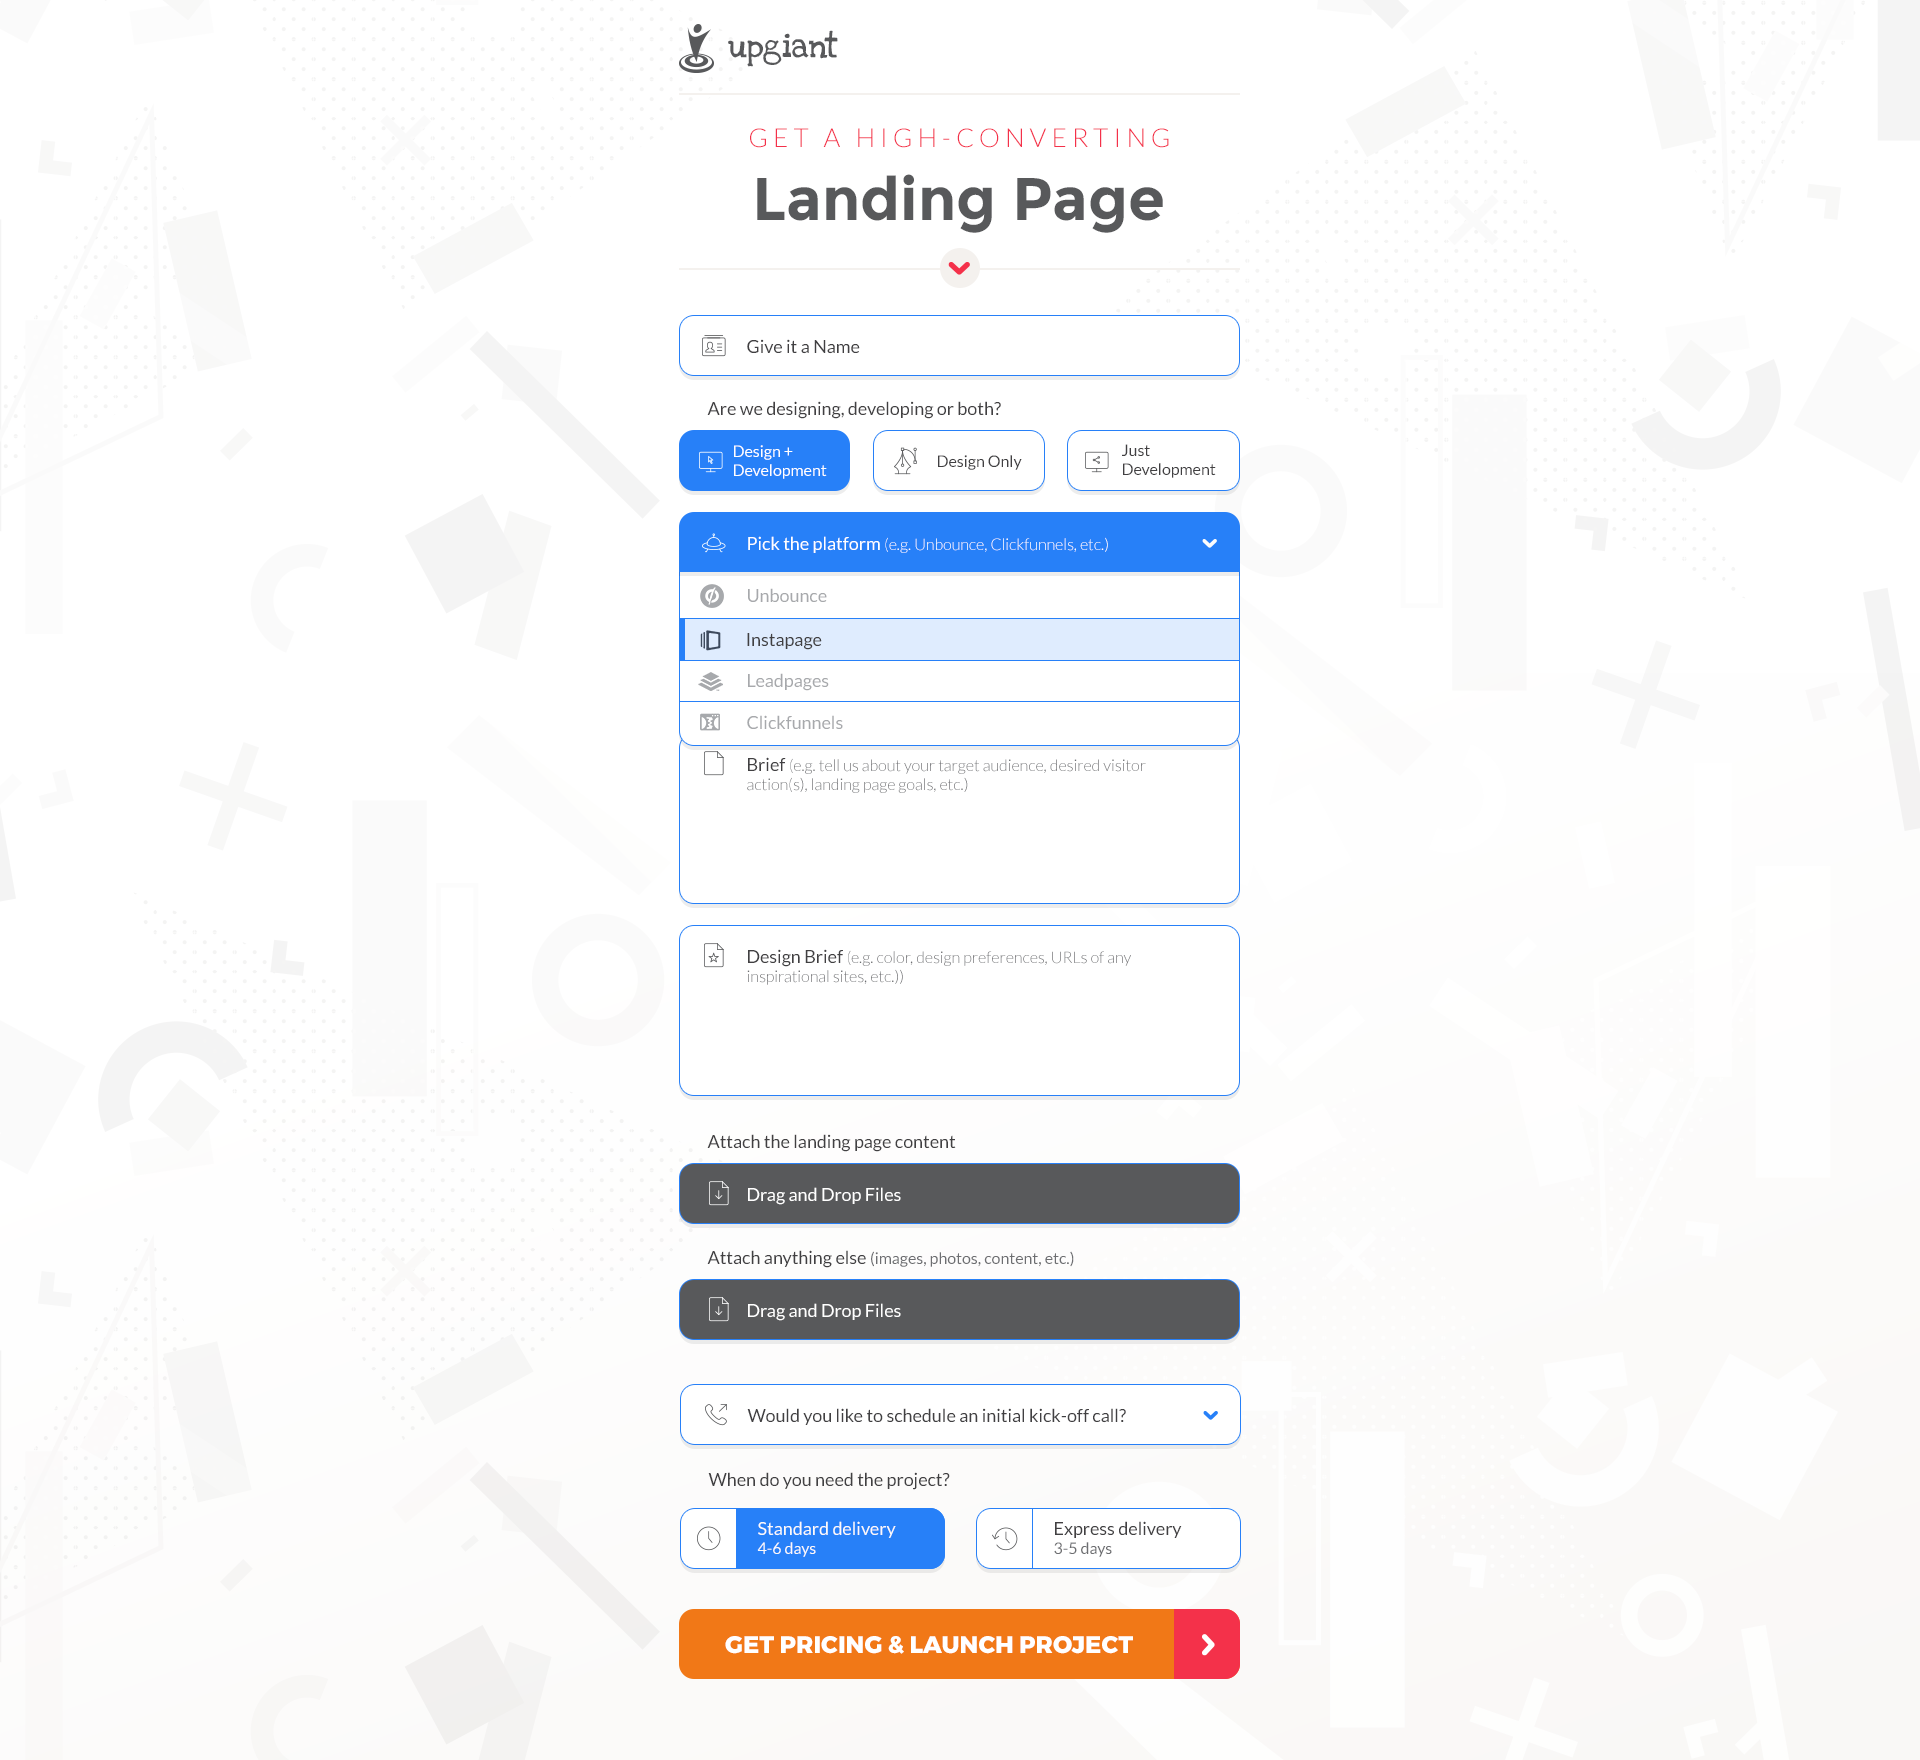 upgiant
GET A HIGH-CONVERTING
Landing Page
Give it a Name
Are we designing, developing or both?
Design +
Development
Design Only
Just
Development
Pick the platform (e.g. Unbounce, Clickfunnels, etc.)
Unbounce
Instapage
Leadpages
Clickfunnels
Brief (e.g. tell us about your target audience, desired visitor
action(s), landing page goals, etc.)
Design Brief (e.g. color, design preferences, URLs of any
inspirational sites, etc.))
Attach the landing page content
Drag and Drop Files
Attach anything else (images, photos, content, etc.)
Drag and Drop Files
Would you like to schedule an initial kick-off call?
When do you need the project?
Standard delivery
4-6 days
Express delivery
3-5 days
GET PRICING & LAUNCH PROJECT